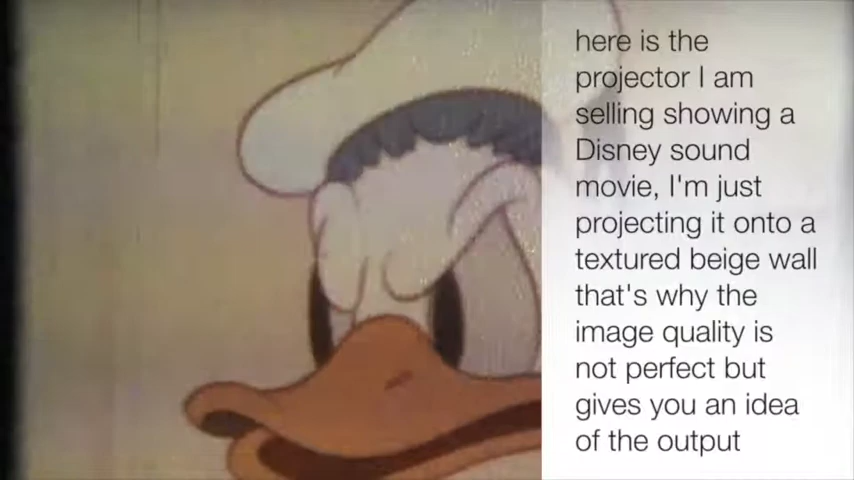 here is the
projector I am
selling showing a
Disney sound
movie, I'm just
projecting it onto a
textured beige wall
that's why the
image quality is
not perfect but
gives you an idea
of the output